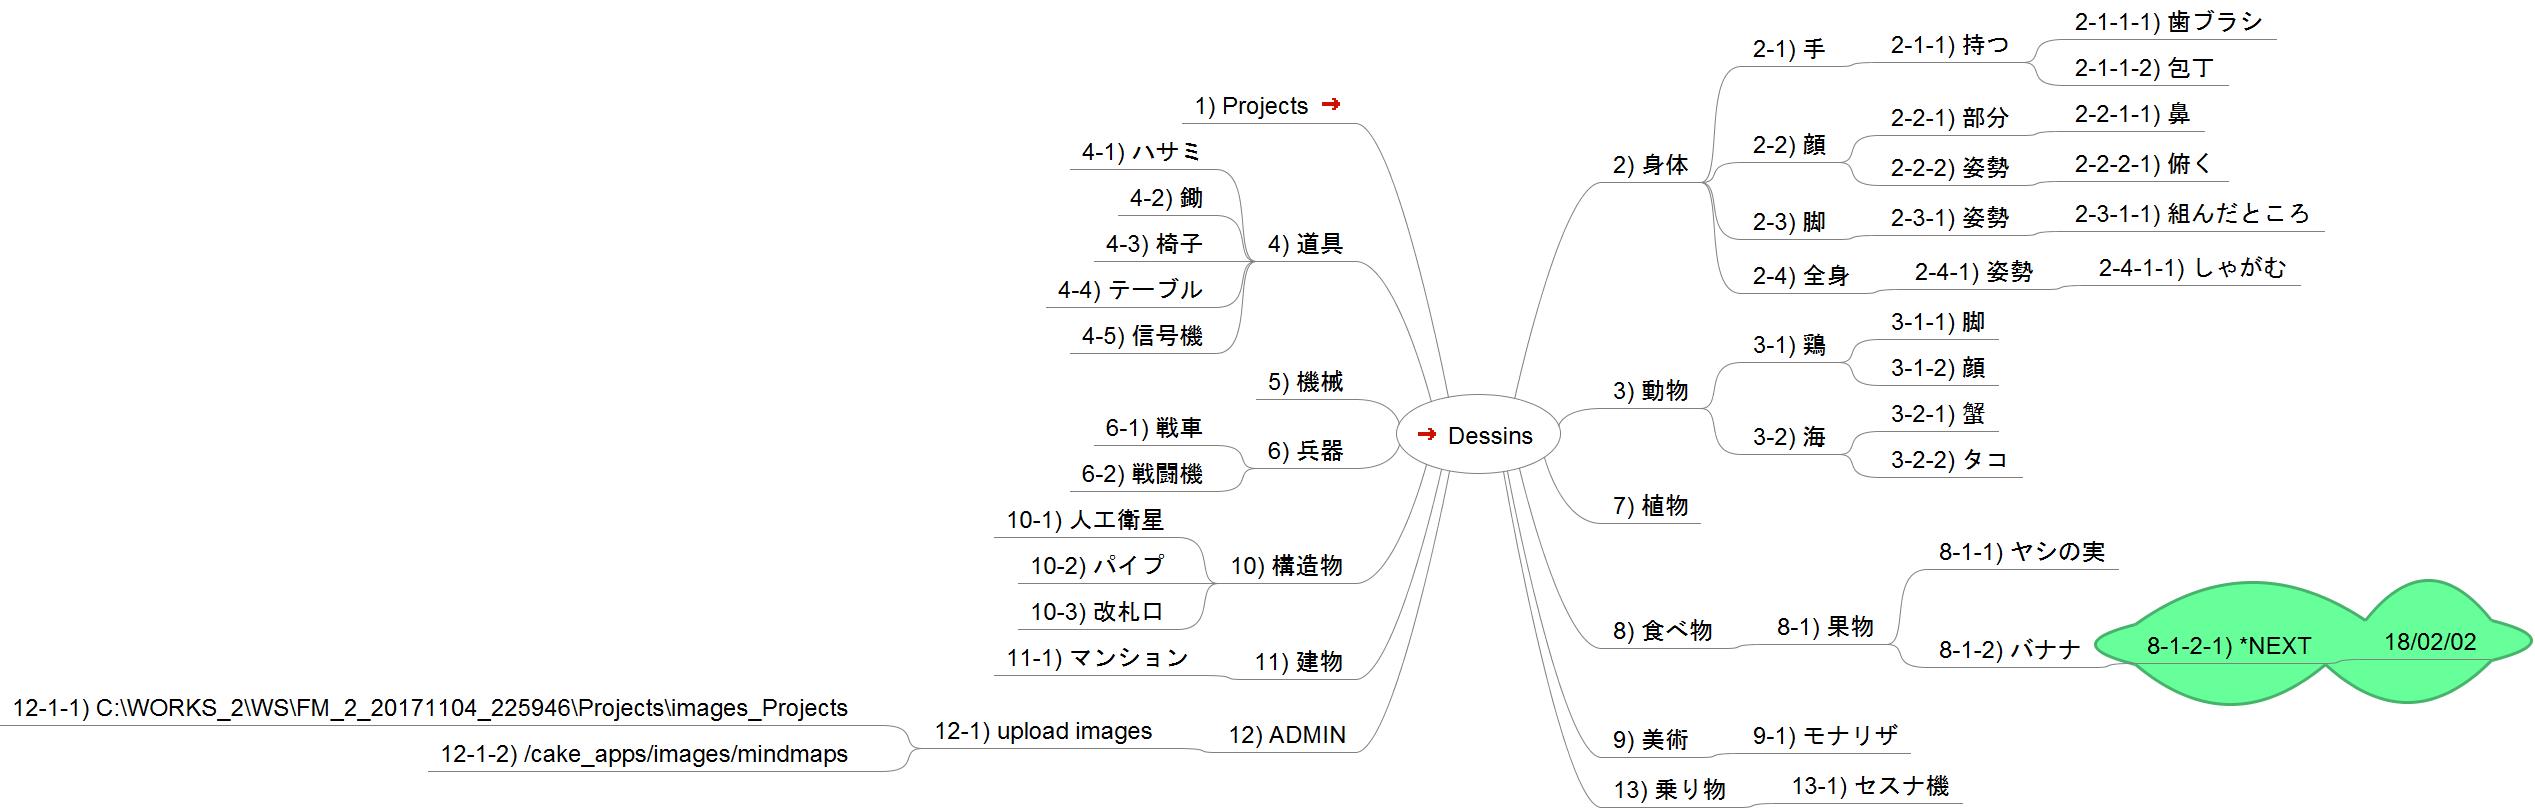 Dessins
1) Projects
2) 身体
2-1) 手
2-1-1) 持つ
2-1-1-1) 歯ブラシ
2-1-1-2) 包丁
2-2) 顔
2-2-1) 部分
2-2-1-1) 鼻
2-2-2) 姿勢
2-2-2-1) 俯く
2-3) 脚
2-3-1) 姿勢
2-3-1-1) 組んだところ
2-4) 全身
2-4-1) 姿勢
2-4-1-1) しゃがむ
3) 動物
3-1) 鶏
3-1-1) 脚
3-1-2) 顔
3-2) 海
3-2-1) 蟹
3-2-2) タコ
4) 道具
4-1) ハサミ
4-2) 鋤
4-3) 椅子
4-4) テーブル
4-5) 信号機
5) 機械
6) 兵器
6-1) 戦車
6-2) 戦闘機
7) 植物
8) 食べ物
8-1) 果物
8-1-1) ヤシの実
8-1-2) バナナ
8-1-2-1) *NEXT
18/02/02
9) 美術
9-1) モナリザ
10) 構造物
10-1) 人工衛星
10-2) パイプ
10-3) 改札口
11) 建物
11-1) マンション
12) ADMIN
12-1) upload images
12-1-1) C:\WORKS_2\WS\FM_2_20171104_225946\Projects\images_Projects
12-1-2) /cake_apps/images/mindmaps
13) 乗り物
13-1) セスナ機